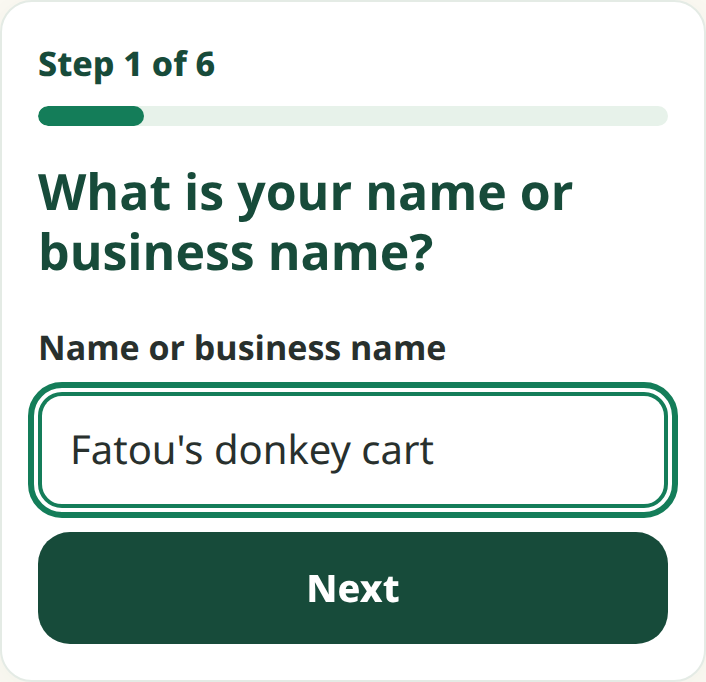 Step 1 of 6
What is your name or
business name?
Name or business name
Fatou's donkey cart
Next